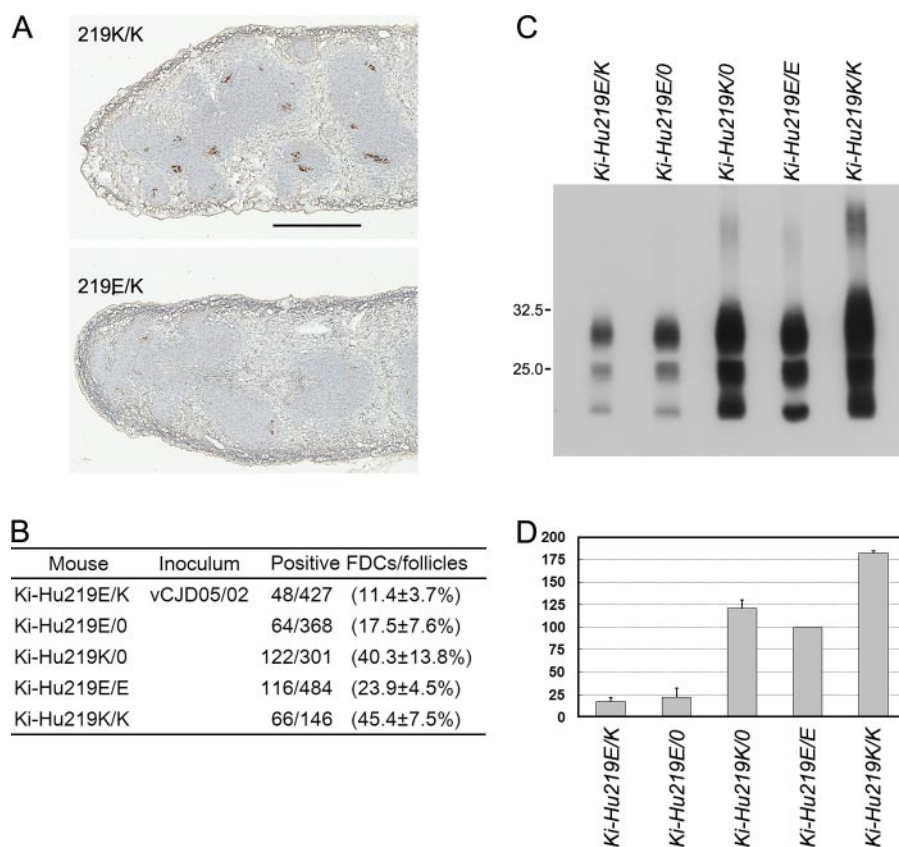 A
219K/K
219E/K
B
Mouse Inoculum Positive FDCs/follicles
Ki-Hu219E/K vCJD05/02 48/427 (11.4±3.7%)
Ki-Hu219E/0 64/368 (17.5±7.6%)
Ki-Hu219K/0 122/301 (40.3±13.8%)
Ki-Hu219E/E 116/484 (23.9±4.5%)
Ki-Hu219K/K 66/146 (45.4±7.5%)
C
Ki-Hu219E/K
Ki-Hu219E/0
Ki-Hu219K/0
Ki-Hu219E/E
Ki-Hu219K/K
32.5
25.0
D
200
175
150
125
100
75
50
25
0
Ki-Hu219E/K
Ki-Hu219E/0
Ki-Hu219K/0
Ki-Hu219E/E
Ki-Hu219K/K